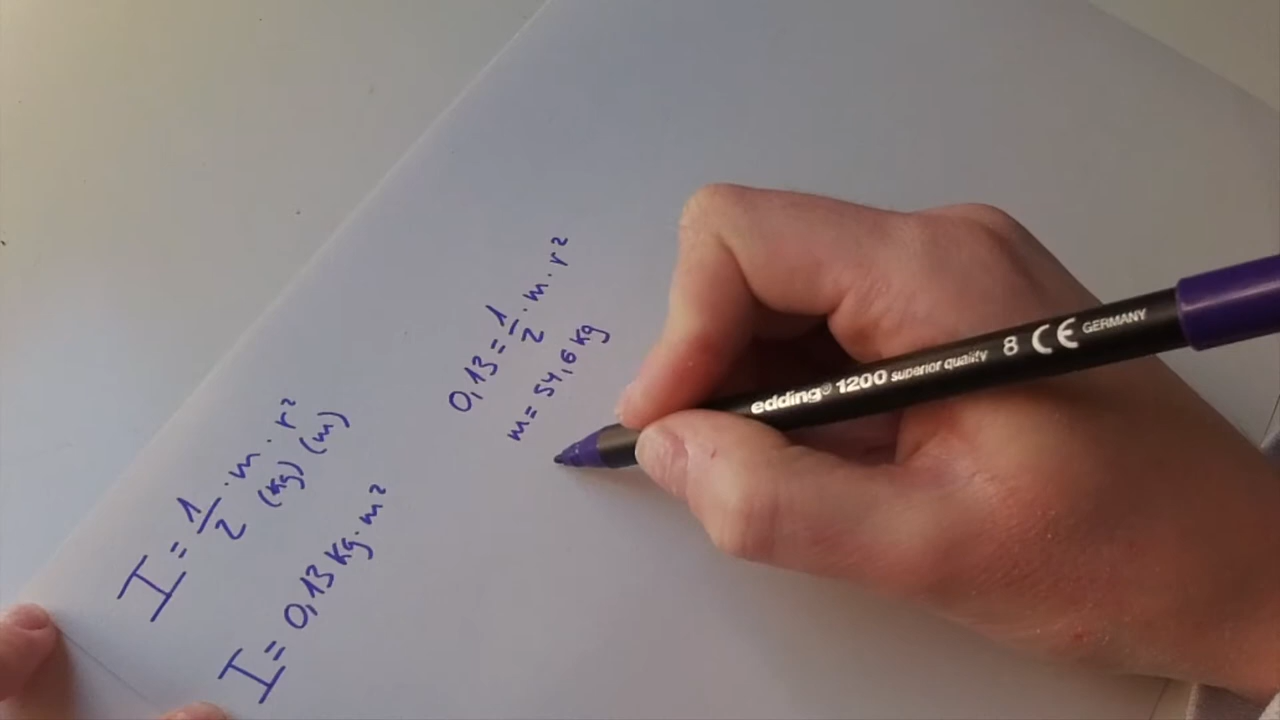 I = 1/2 · m · r²
(kg) (m)
I = 0,13 kg · m²
0,13 = 1/2 · m · r²
m = 54,6 kg
edding® 1200 superior quality 8 CE GERMANY